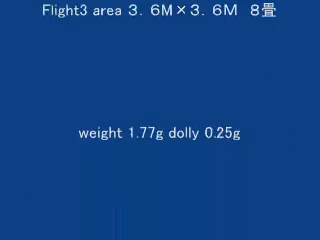 Flight3 area ３．６M×３．６M　８畳
weight 1.77g dolly 0.25g